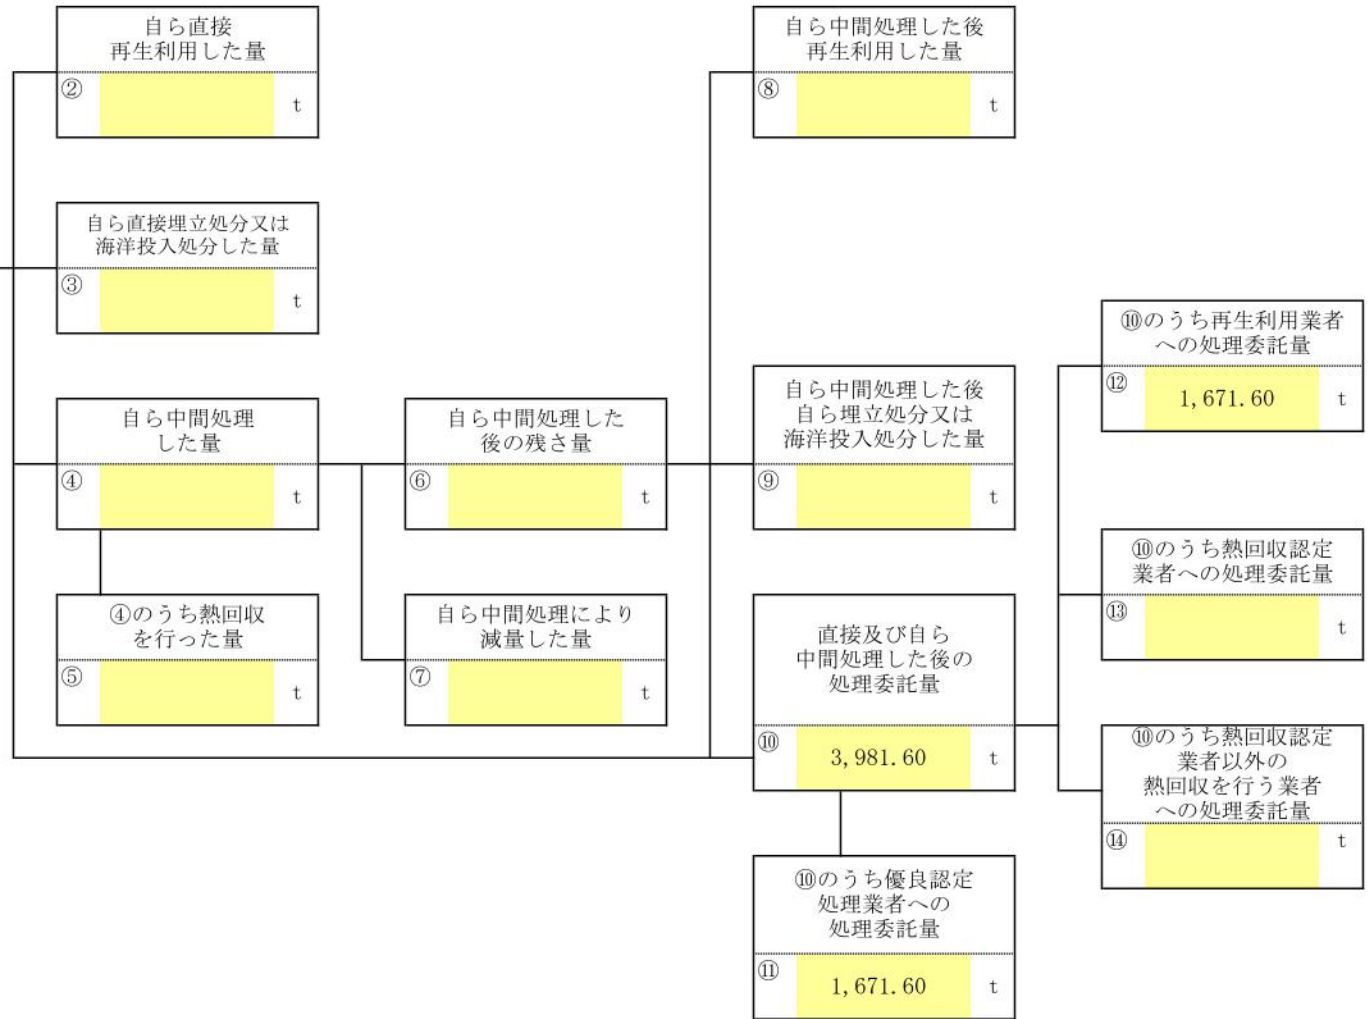 自ら直接
再生利用した量
② t
自ら中間処理した後
再生利用した量
⑧ t
自ら直接埋立処分又は
海洋投入処分した量
③ t
⑩のうち再生利用業者
への処理委託量
⑫ 1,671.60 t
自ら中間処理
した量
④ t
自ら中間処理した
後の残さ量
⑥ t
自ら中間処理した後
自ら埋立処分又は
海洋投入処分した量
⑨ t
⑩のうち熱回収認定
業者への処理委託量
⑬ t
④のうち熱回収
を行った量
⑤ t
自ら中間処理により
減量した量
⑦ t
直接及び自ら
中間処理した後の
処理委託量
⑩ 3,981.60 t
⑩のうち熱回収認定
業者以外の
熱回収を行う業者
への処理委託量
⑭ t
⑩のうち優良認定
処理業者への
処理委託量
⑪ 1,671.60 t